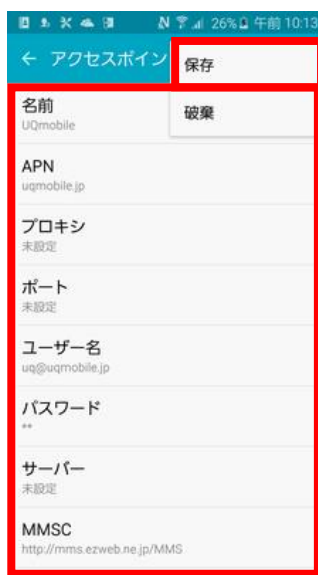 N 26% 午前 10:13
← アクセスポイン
保存
破棄
名前
UQmobile
APN
uqmobile.jp
プロキシ
未設定
ポート
未設定
ユーザー名
uq@uqmobile.jp
パスワード
**
サーバー
未設定
MMSC
http://mms.ezweb.ne.jp/MMS